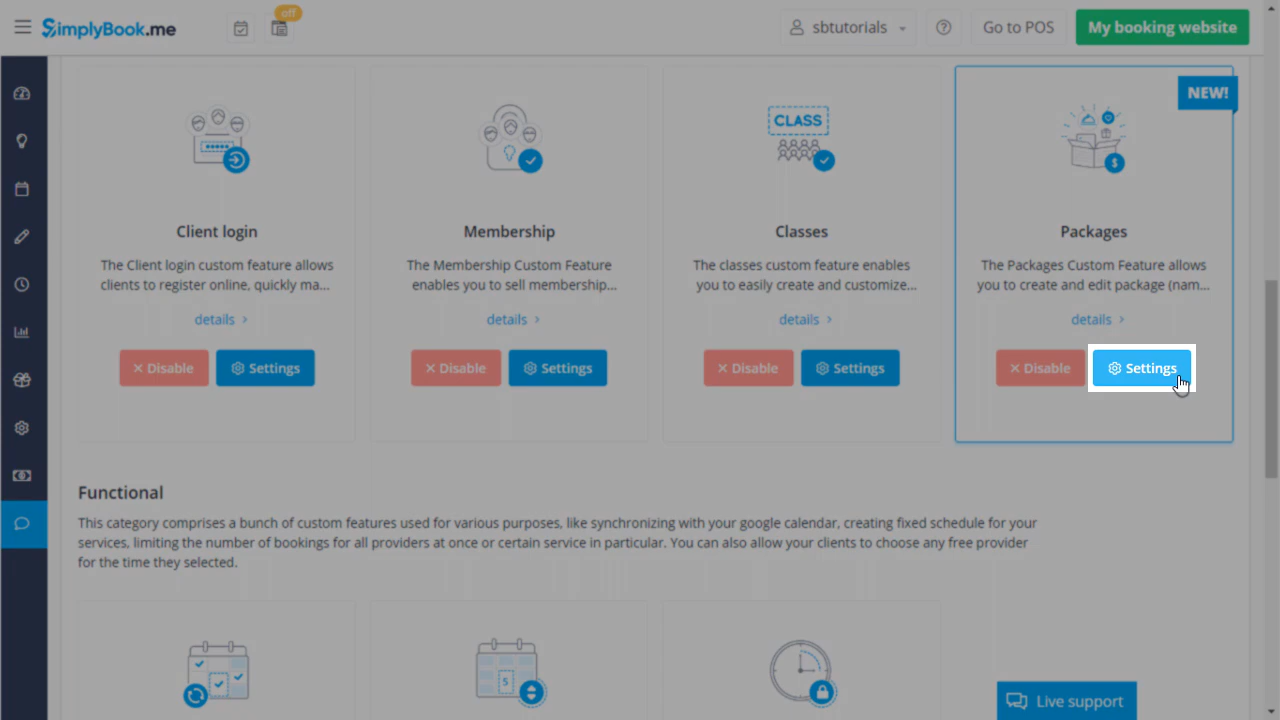 SimplyBook.me
off
sbtutorials
?
Go to POS
My booking website
NEW!
CLASS
$
Client login
The Client login custom feature allows
clients to register online, quickly ma...
details >
× Disable
Settings
Membership
The Membership Custom Feature
enables you to sell membership...
details >
× Disable
Settings
Classes
The classes custom feature enables
you to easily create and customize...
details >
× Disable
Settings
Packages
The Packages Custom Feature allows
you to create and edit package (nam...
details >
× Disable
Settings
Functional
This category comprises a bunch of custom features used for various purposes, like synchronizing with your google calendar, creating fixed schedule for your
services, limiting the number of bookings for all providers at once or certain service in particular. You can also allow your clients to choose any free provider
for the time they selected.
5
Live support